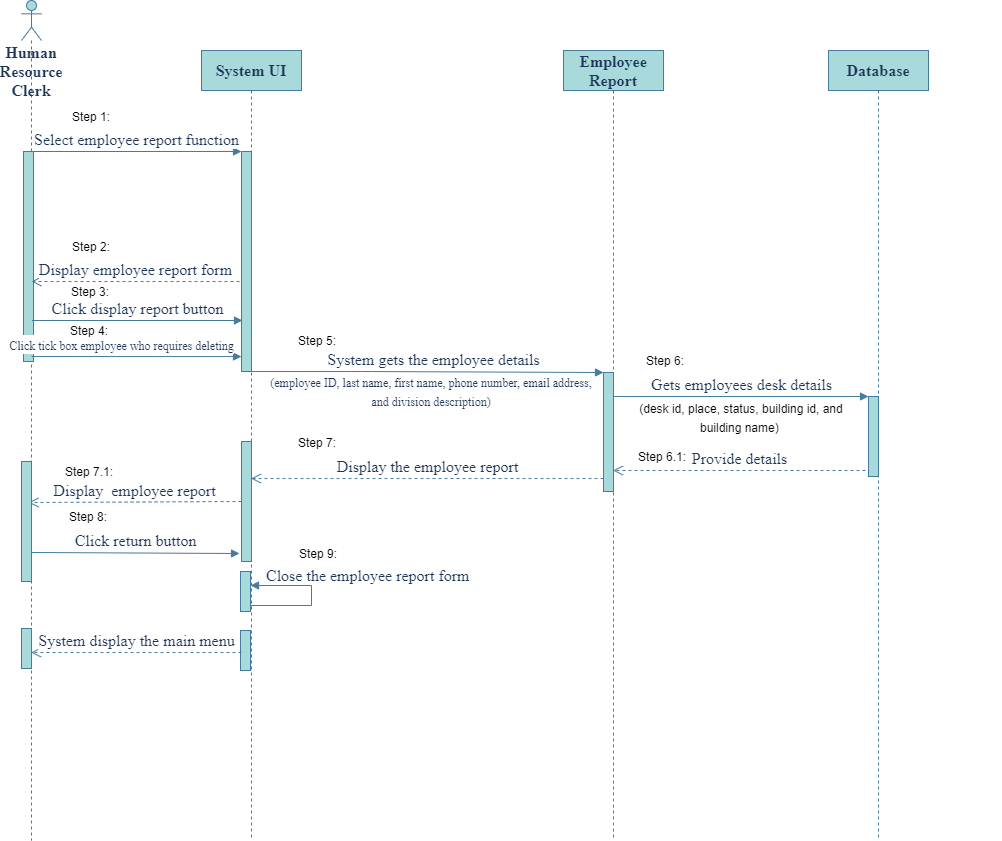 Human
Resource
Clerk
System UI
Employee
Report
Database
Step 1:
Select employee report function
Step 2:
Display employee report form
Step 3:
Click display report button
Step 4:
Click tick box employee who requires deleting
Step 5:
System gets the employee details
(employee ID, last name, first name, phone number, email address,
and division description)
Step 6:
Gets employees desk details
(desk id, place, status, building id, and
building name)
Step 6.1: Provide details
Step 7:
Display the employee report
Step 7.1:
Display employee report
Step 8:
Click return button
Step 9:
Close the employee report form
System display the main menu